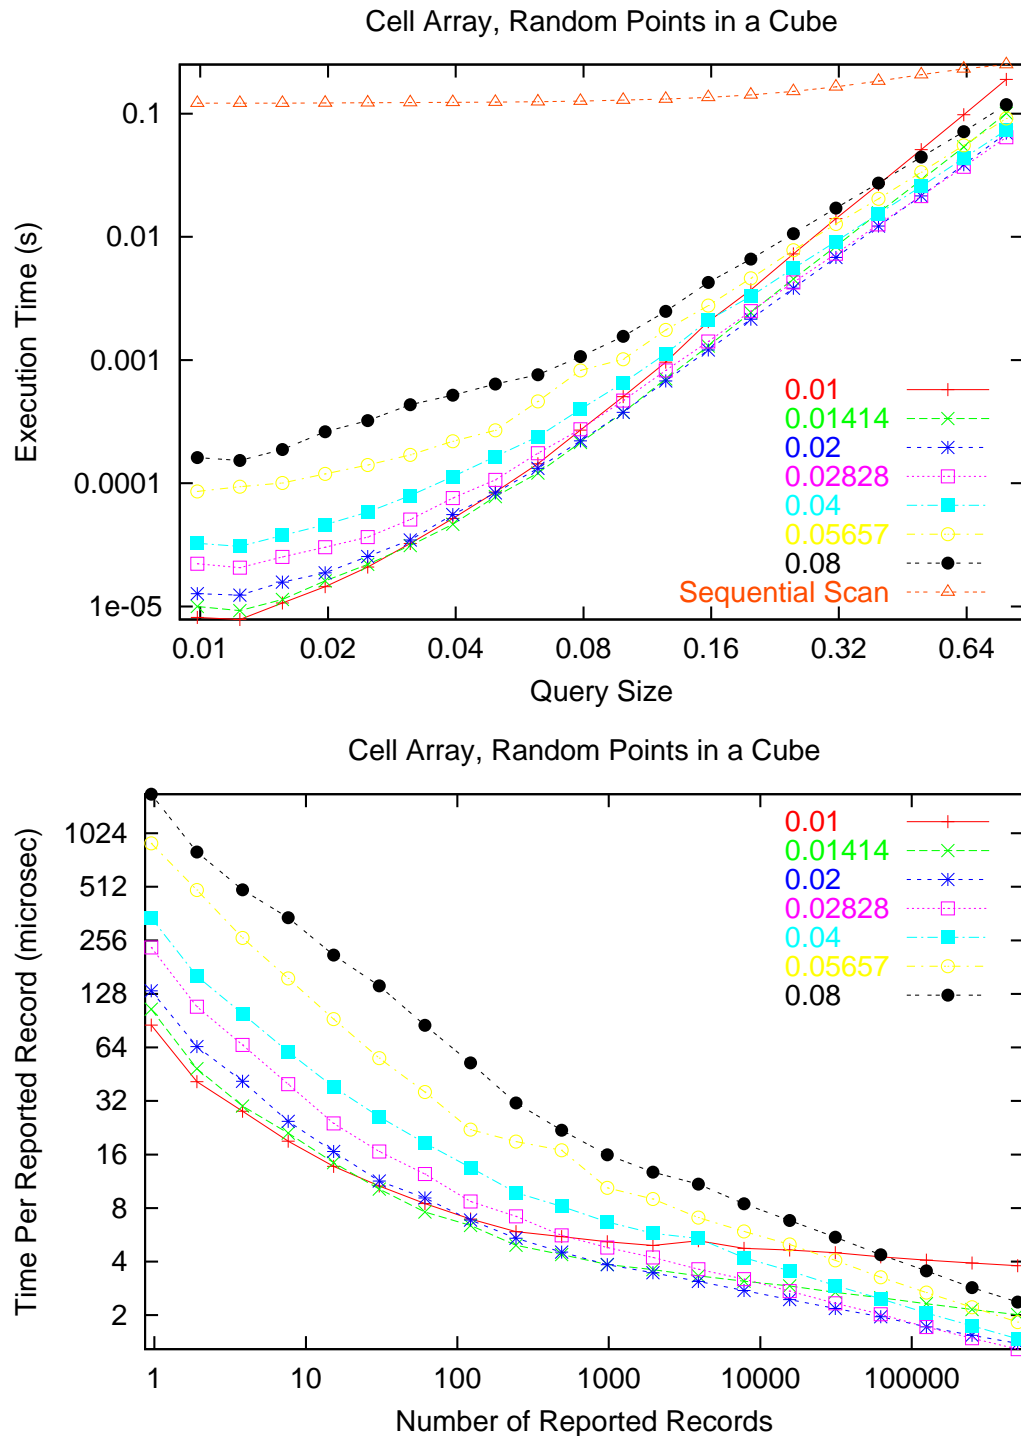 Cell Array, Random Points in a Cube
Execution Time (s)
0.1
0.01
0.001
0.0001
1e-05
0.01
0.01414
0.02
0.02828
0.04
0.05657
0.08
Sequential Scan
0.01 0.02 0.04 0.08 0.16 0.32 0.64
Query Size
Cell Array, Random Points in a Cube
Time Per Reported Record (microsec)
1024
512
256
128
64
32
16
8
4
2
0.01
0.01414
0.02
0.02828
0.04
0.05657
0.08
1 10 100 1000 10000 100000
Number of Reported Records